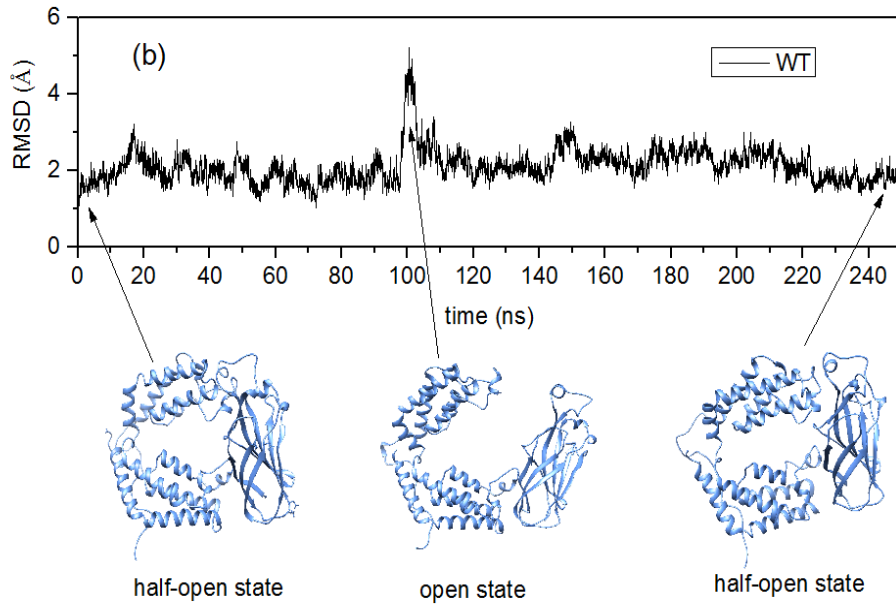 6
(b)
WT
RMSD (Å)
4
2
0
0 20 40 60 80 100 120 140 160 180 200 220 240
time (ns)
half-open state
open state
half-open state